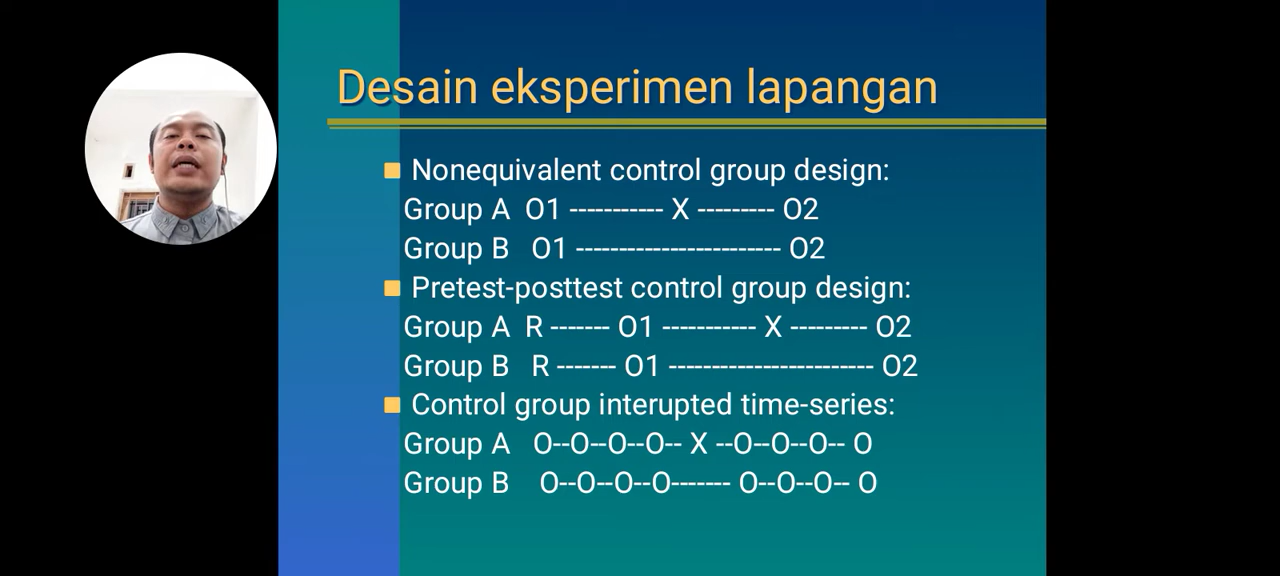 Desain eksperimen lapangan
Nonequivalent control group design:
Group A O1 ----------- X --------- O2
Group B O1 ------------------------ O2
Pretest-posttest control group design:
Group A R ------- O1 ----------- X --------- O2
Group B R ------- O1 ------------------------ O2
Control group interupted time-series:
Group A O--O--O--O-- X --O--O--O-- O
Group B O--O--O--O------- O--O--O-- O